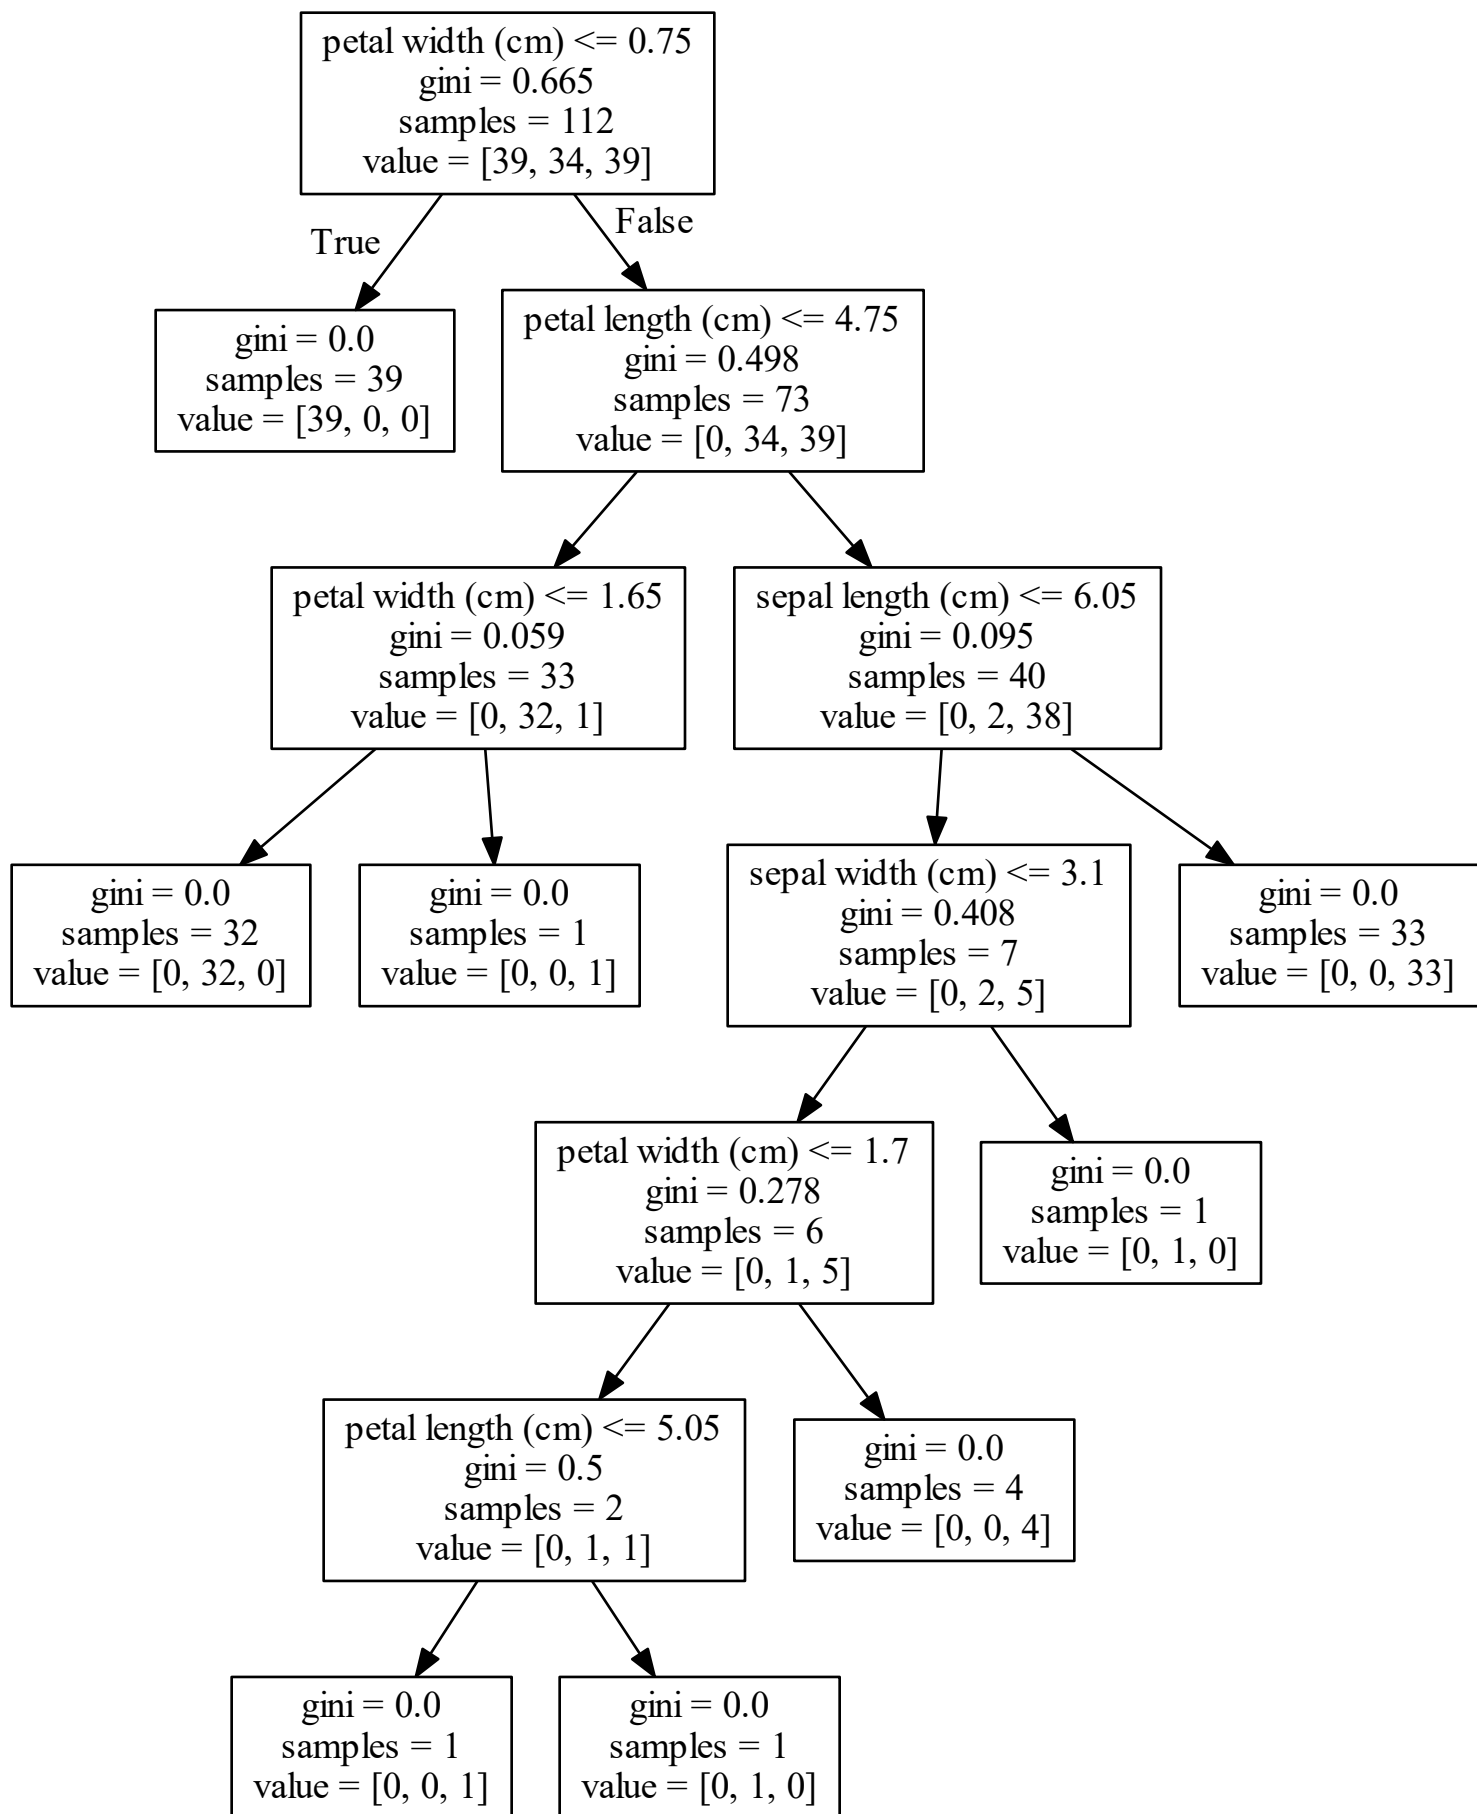 petal width (cm) <= 0.75
gini = 0.665
samples = 112
value = [39, 34, 39]
True
False
gini = 0.0
samples = 39
value = [39, 0, 0]
petal length (cm) <= 4.75
gini = 0.498
samples = 73
value = [0, 34, 39]
petal width (cm) <= 1.65
gini = 0.059
samples = 33
value = [0, 32, 1]
sepal length (cm) <= 6.05
gini = 0.095
samples = 40
value = [0, 2, 38]
gini = 0.0
samples = 32
value = [0, 32, 0]
gini = 0.0
samples = 1
value = [0, 0, 1]
sepal width (cm) <= 3.1
gini = 0.408
samples = 7
value = [0, 2, 5]
gini = 0.0
samples = 33
value = [0, 0, 33]
petal width (cm) <= 1.7
gini = 0.278
samples = 6
value = [0, 1, 5]
gini = 0.0
samples = 1
value = [0, 1, 0]
petal length (cm) <= 5.05
gini = 0.5
samples = 2
value = [0, 1, 1]
gini = 0.0
samples = 4
value = [0, 0, 4]
gini = 0.0
samples = 1
value = [0, 0, 1]
gini = 0.0
samples = 1
value = [0, 1, 0]